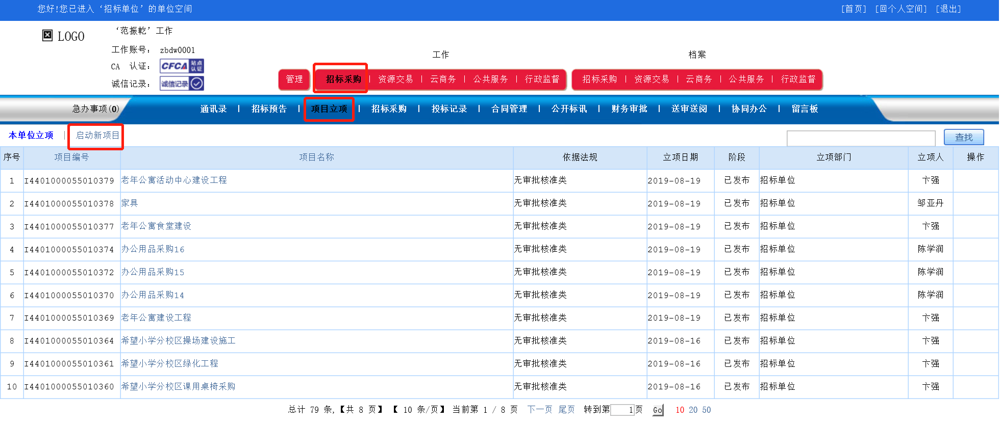 您好!您已进入‘招标单位’的单位空间 [首页] [回个人空间] [退出]
LOGO
‘范振乾’工作
工作账号： zbdw0001
CA 认证： CFCA 站点认证
诚信记录： 诚信记录
工作 档案
管理 招标采购 | 资源交易 | 云商务 | 公共服务 | 行政监督 招标采购 | 资源交易 | 云商务 | 公共服务 | 行政监督
急办事项(0) 通讯录 | 招标预告 | 项目立项 | 招标采购 | 投标记录 | 合同管理 | 公开标讯 | 财务审批 | 送审送阅 | 协同办公 | 留言板
本单位立项 | 启动新项目 查找
序号 项目编号 项目名称 依据法规 立项日期 阶段 立项部门 立项人 操作
1 I4401000055010379 老年公寓活动中心建设工程 无审批核准类 2019-08-19 已发布 招标单位 卞强
2 I4401000055010378 家具 无审批核准类 2019-08-19 已发布 招标单位 邹亚丹
3 I4401000055010377 老年公寓食堂建设 无审批核准类 2019-08-19 已发布 招标单位 卞强
4 I4401000055010374 办公用品采购16 无审批核准类 2019-08-19 已发布 招标单位 陈学润
5 I4401000055010372 办公用品采购15 无审批核准类 2019-08-19 已发布 招标单位 陈学润
6 I4401000055010370 办公用品采购14 无审批核准类 2019-08-19 已发布 招标单位 陈学润
7 I4401000055010369 老年公寓建设工程 无审批核准类 2019-08-19 已发布 招标单位 卞强
8 I4401000055010364 希望小学分校区操场建设施工 无审批核准类 2019-08-16 已发布 招标单位 卞强
9 I4401000055010361 希望小学分校区绿化工程 无审批核准类 2019-08-16 已发布 招标单位 卞强
10 I4401000055010360 希望小学分校区课用桌椅采购 无审批核准类 2019-08-16 已发布 招标单位 卞强
总计 79 条,【共 8 页】 【 10 条/页】 当前第 1 / 8 页 下一页 尾页 转到第 1 页 Go 10 20 50